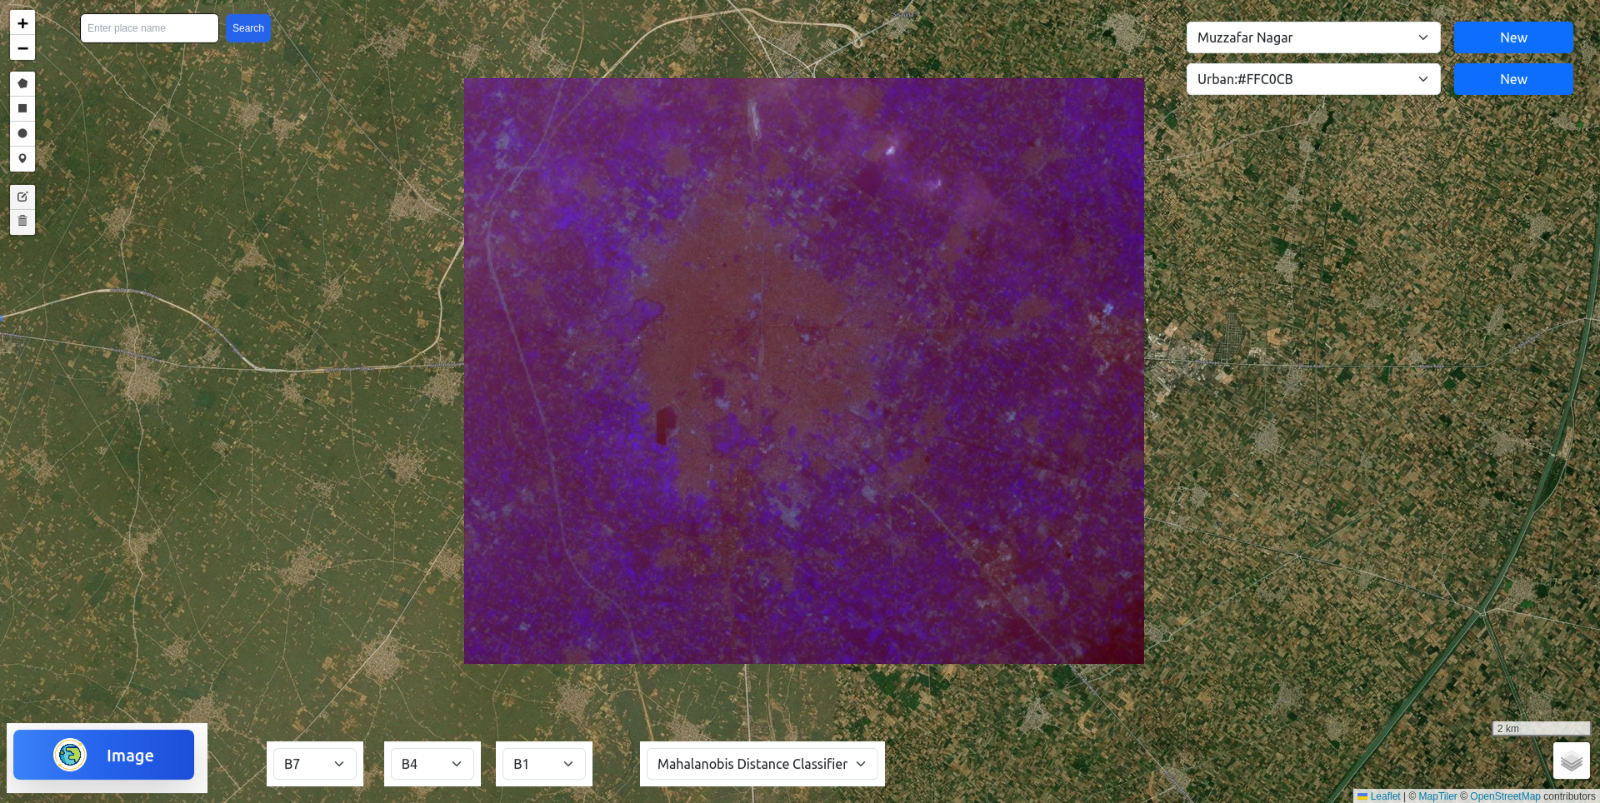 +
−
Enter place name
Search
Muzzafar Nagar
New
Urban:#FFC0CB
New
Image
B7
B4
B1
Mahalanobis Distance Classifier
2 km
Leaflet | © MapTiler © OpenStreetMap contributors